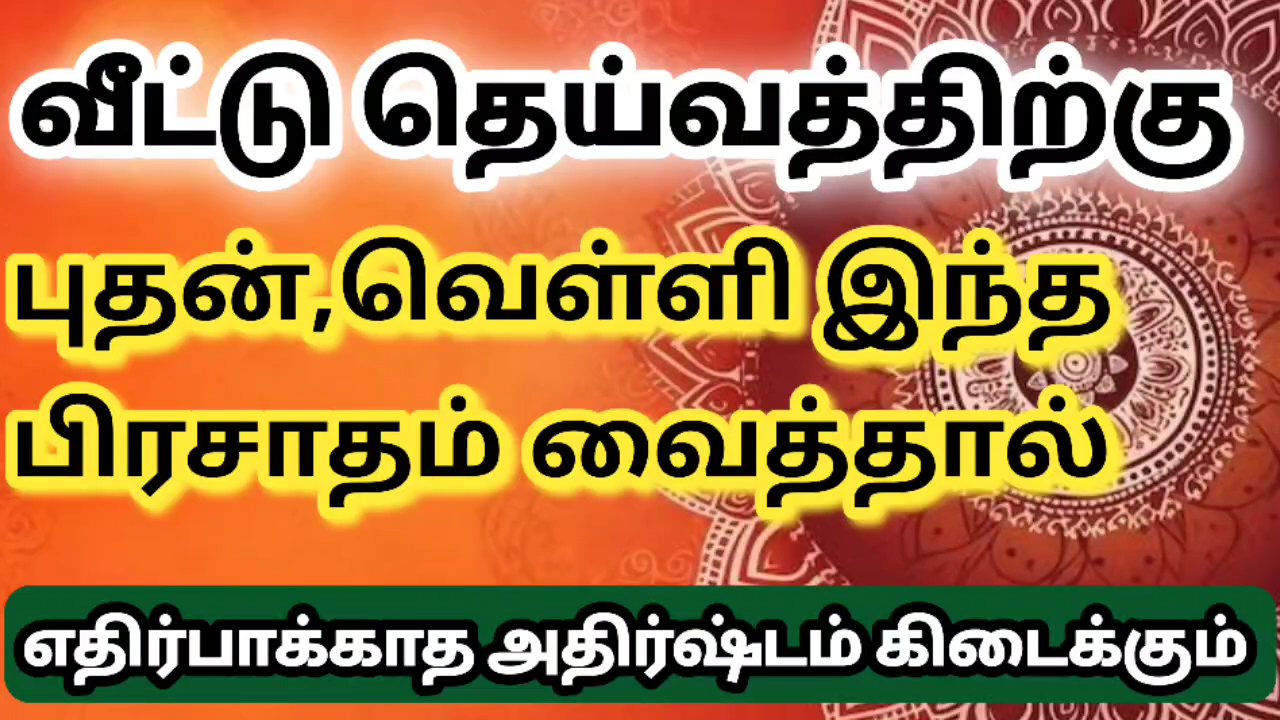 வீட்டு தெய்வத்திற்கு
புதன்,வெள்ளி இந்த
பிரசாதம் வைத்தால்
எதிர்பாக்காத அதிர்ஷ்டம் கிடைக்கும்